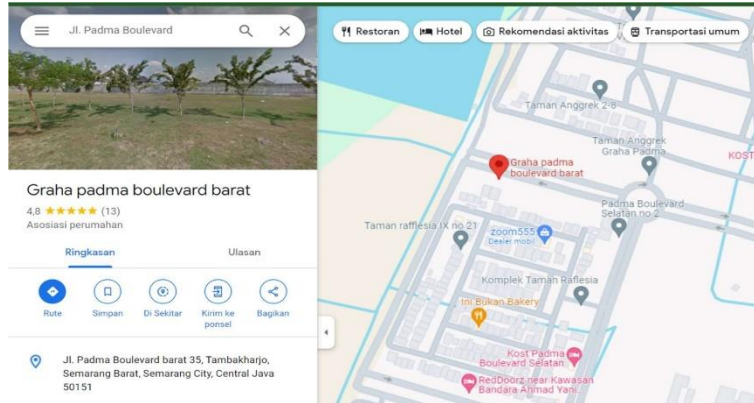 Jl. Padma Boulevard
Graha padma boulevard barat
4,8 ★★★★★ (13)
Asosiasi perumahan
Ringkasan
Ulasan
Rute
Simpan
Di Sekitar
Kirim ke
ponsel
Bagikan
Jl. Padma Boulevard barat 35, Tambakharjo,
Semarang Barat, Semarang City, Central Java
50151
Restoran
Hotel
Rekomendasi aktivitas
Transportasi umum
Taman Anggrek 2-8
Taman Anggrek
Graha Padma
KOST
Graha padma
boulevard barat
Padma Boulevard
Selatan no 2
Taman rafflesia IX no 21
zoom555
Dealer mobil
Komplek Taman Raflesia
Ini Bukan Bakery
Kost Padma
Boulevard Selatan
RedDoorz near Kawasan
Bandara Ahmad Yani...